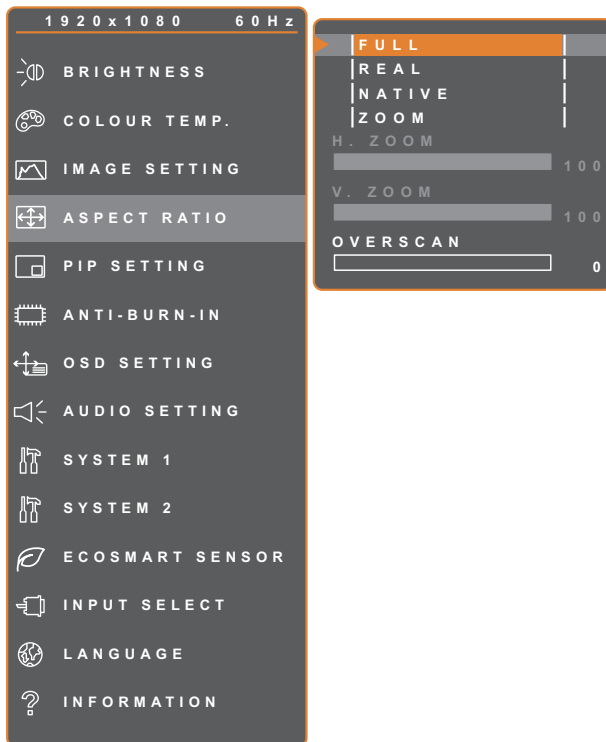 1920x1080 60Hz
BRIGHTNESS
COLOUR TEMP.
IMAGE SETTING
ASPECT RATIO
PIP SETTING
ANTI-BURN-IN
OSD SETTING
AUDIO SETTING
SYSTEM 1
SYSTEM 2
ECOSMART SENSOR
INPUT SELECT
LANGUAGE
INFORMATION
FULL
REAL
NATIVE
ZOOM
H. ZOOM
100
V. ZOOM
100
OVERSCAN
0